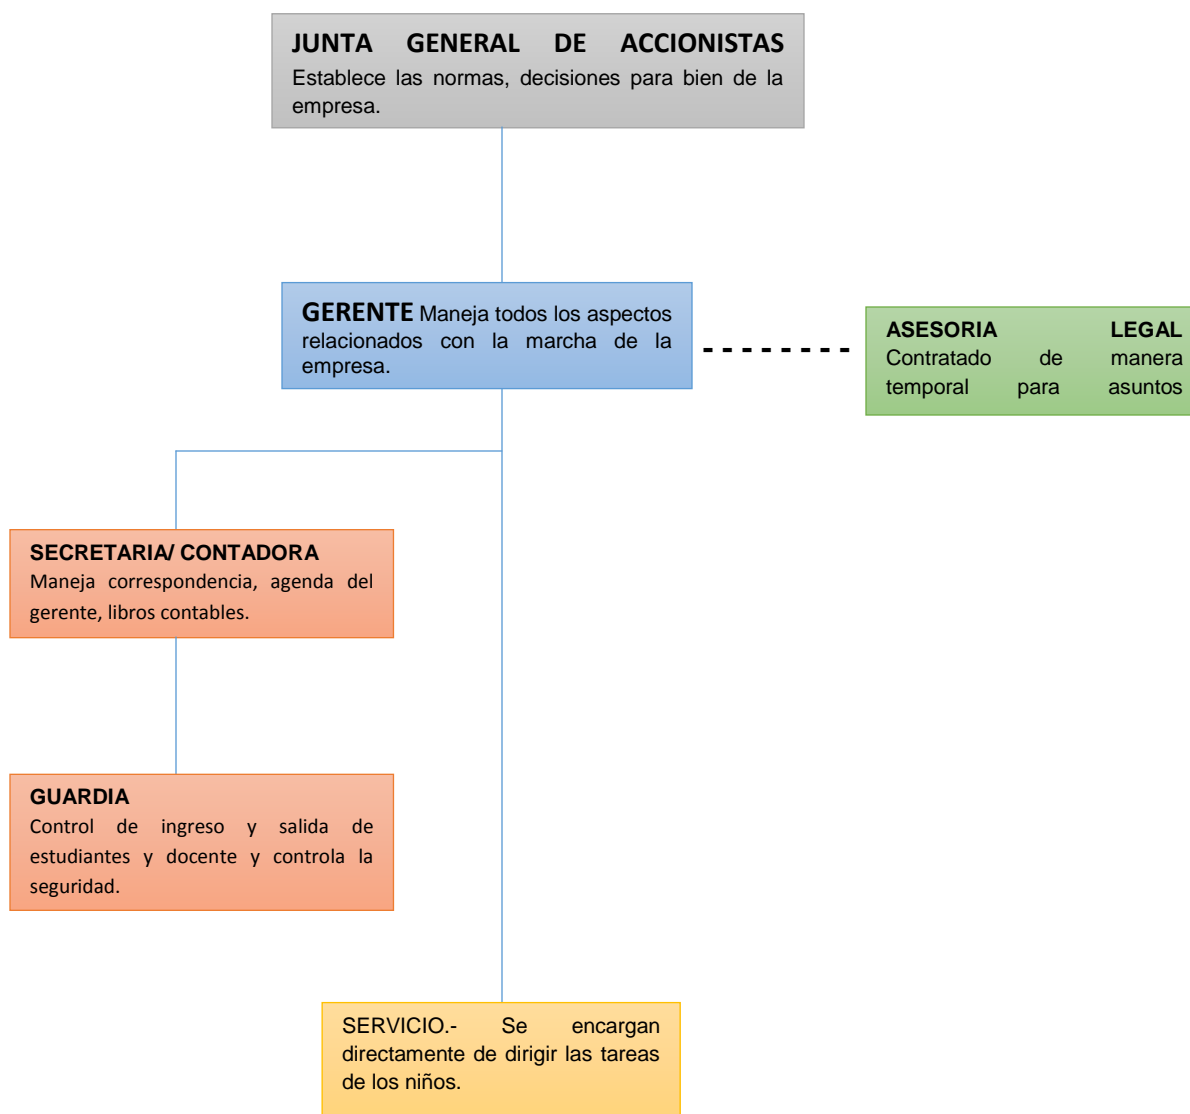 JUNTA GENERAL DE ACCIONISTAS
Establece las normas, decisiones para bien de la
empresa.
GERENTE Maneja todos los aspectos
relacionados con la marcha de la
empresa.
ASESORIA LEGAL
Contratado de manera
temporal para asuntos
SECRETARIA/ CONTADORA
Maneja correspondencia, agenda del
gerente, libros contables.
GUARDIA
Control de ingreso y salida de
estudiantes y docente y controla la
seguridad.
SERVICIO.- Se encargan
directamente de dirigir las tareas
de los niños.